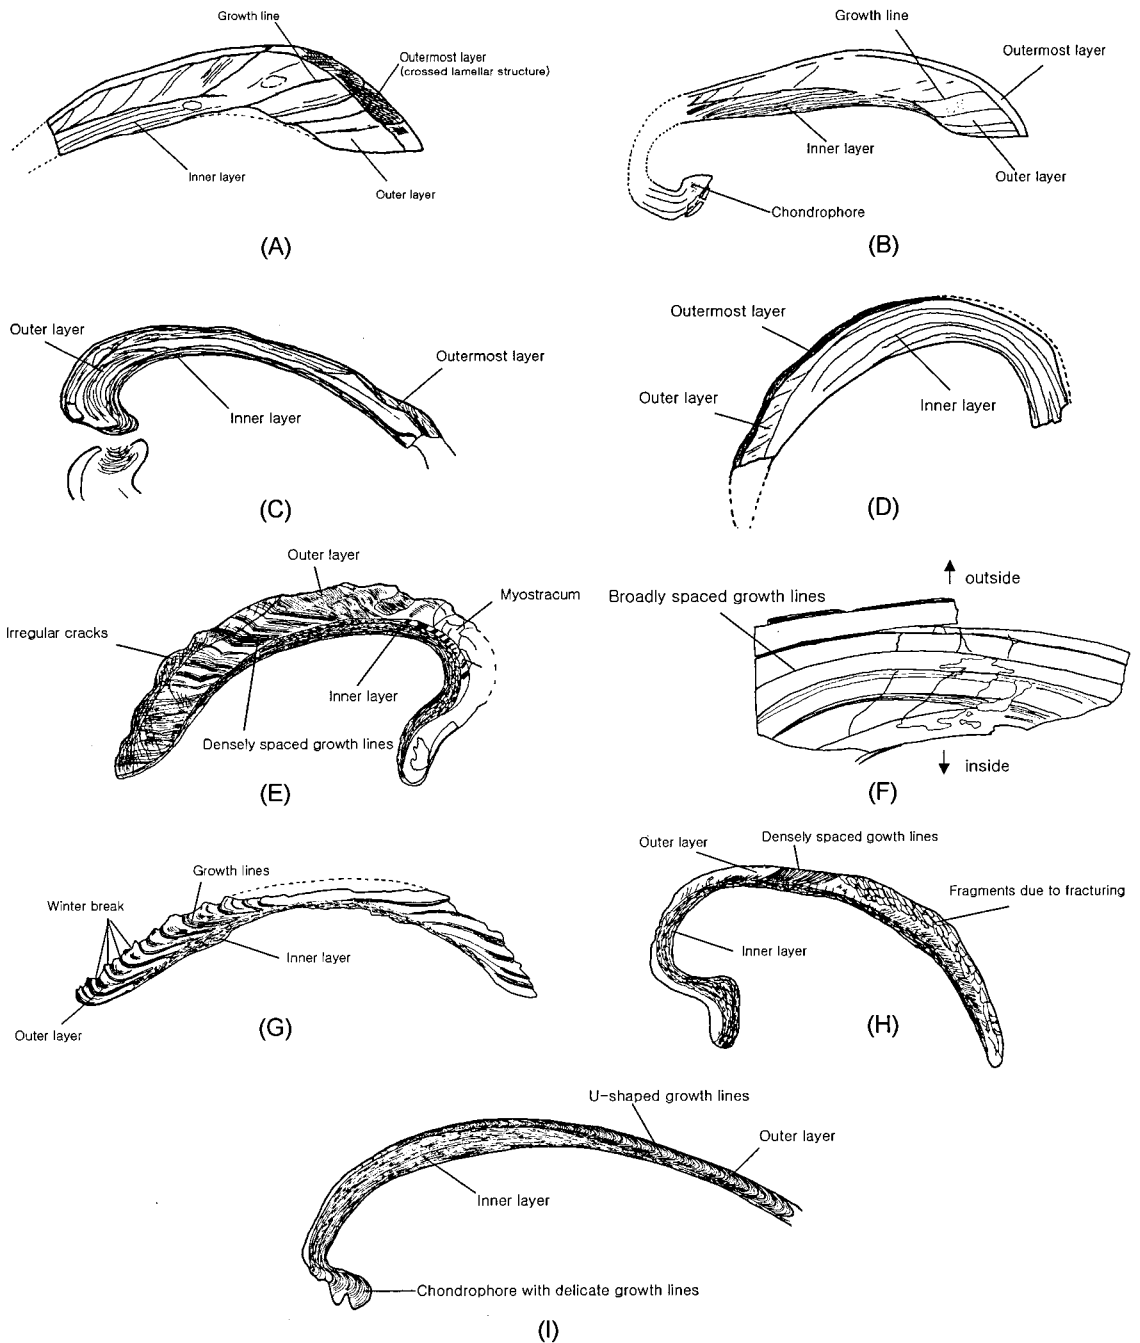 Growth line
Outermost layer
(crossed lamellar structure)
Inner layer
Outer layer
(A)
Growth line
Outermost layer
Inner layer
Outer layer
Chondrophore
(B)
Outer layer
Outermost layer
Inner layer
(C)
Outermost layer
Outer layer
Inner layer
(D)
Outer layer
Myostracum
Irregular cracks
Inner layer
Densely spaced growth lines
(E)
outside
Broadly spaced growth lines
inside
(F)
Growth lines
Winter break
Inner layer
Outer layer
(G)
Outer layer
Densely spaced gowth lines
Fragments due to fracturing
Inner layer
(H)
U-shaped growth lines
Outer layer
Inner layer
Chondrophore with delicate growth lines
(I)